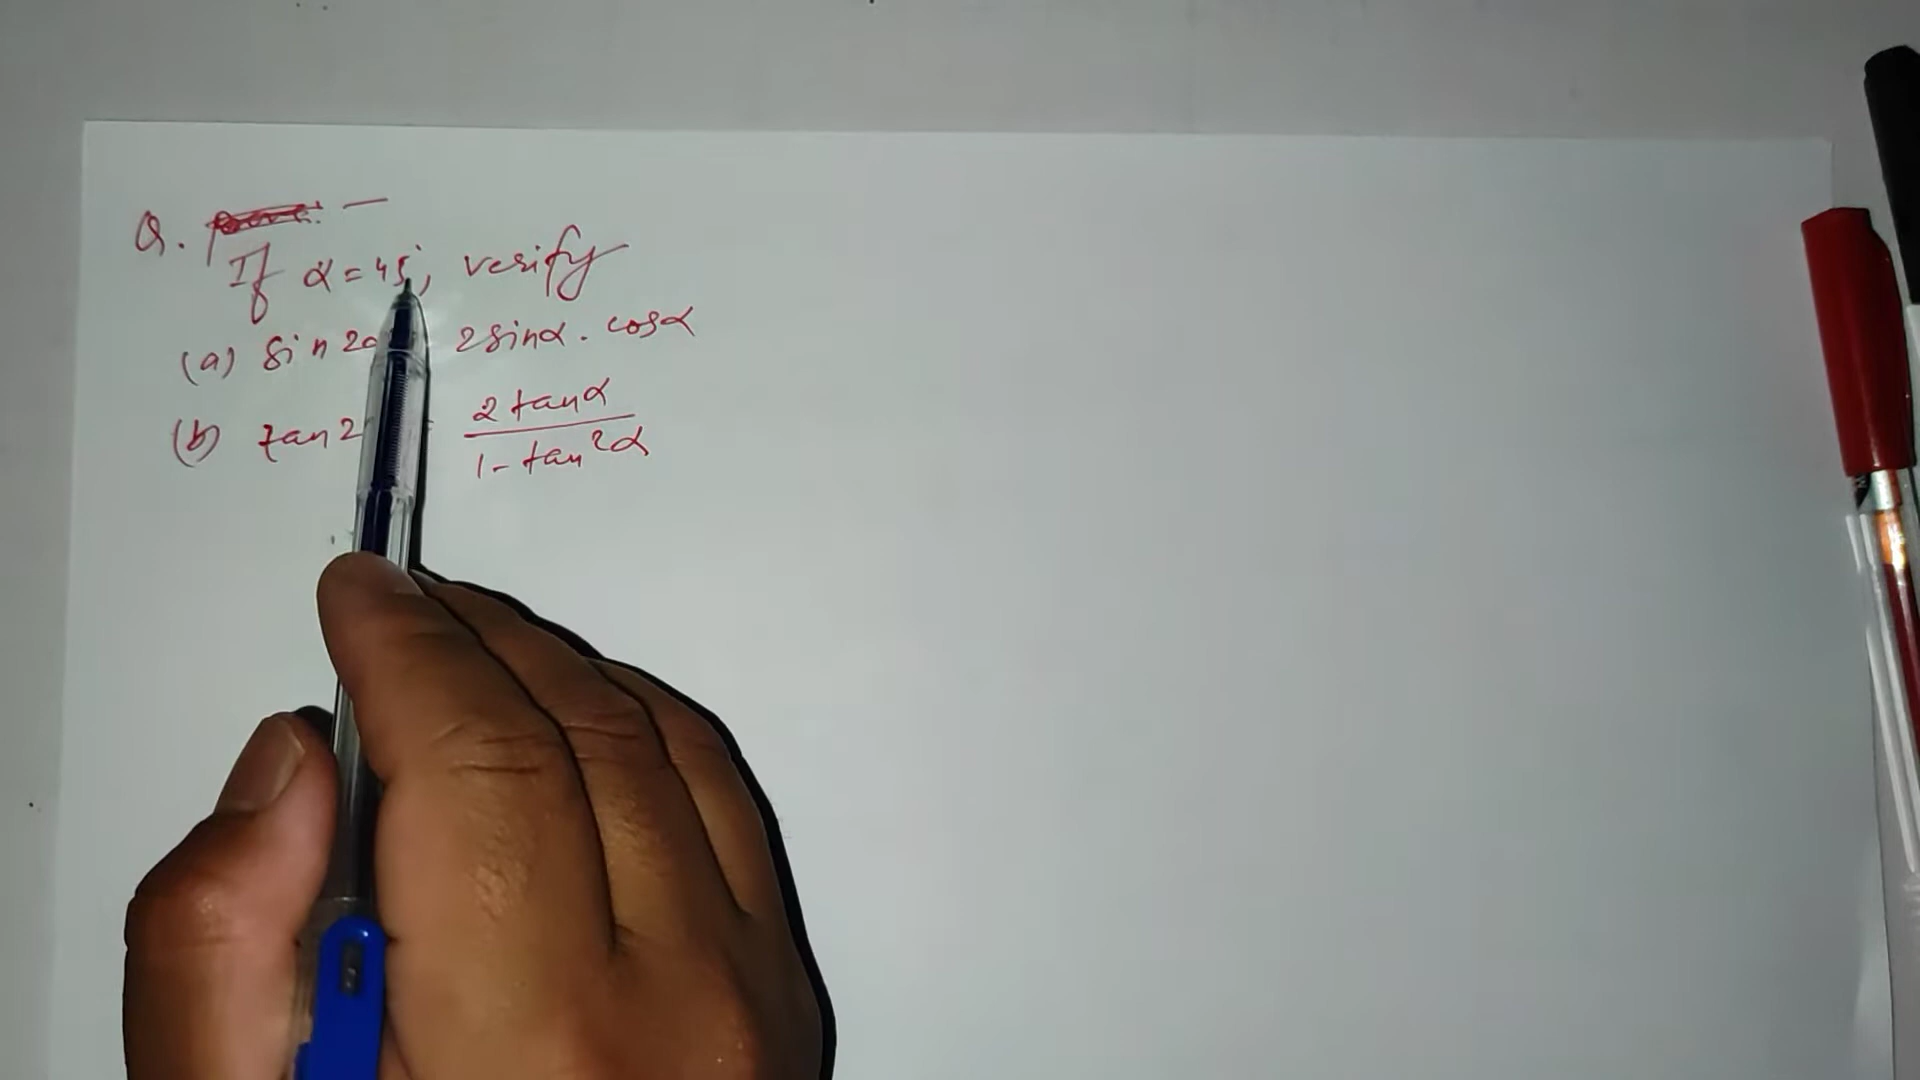 Q.
If α = 45°, verify
(a) sin 2α 2sinα . cosα
(b) tan 2 = 2 tanα / 1 - tan²α